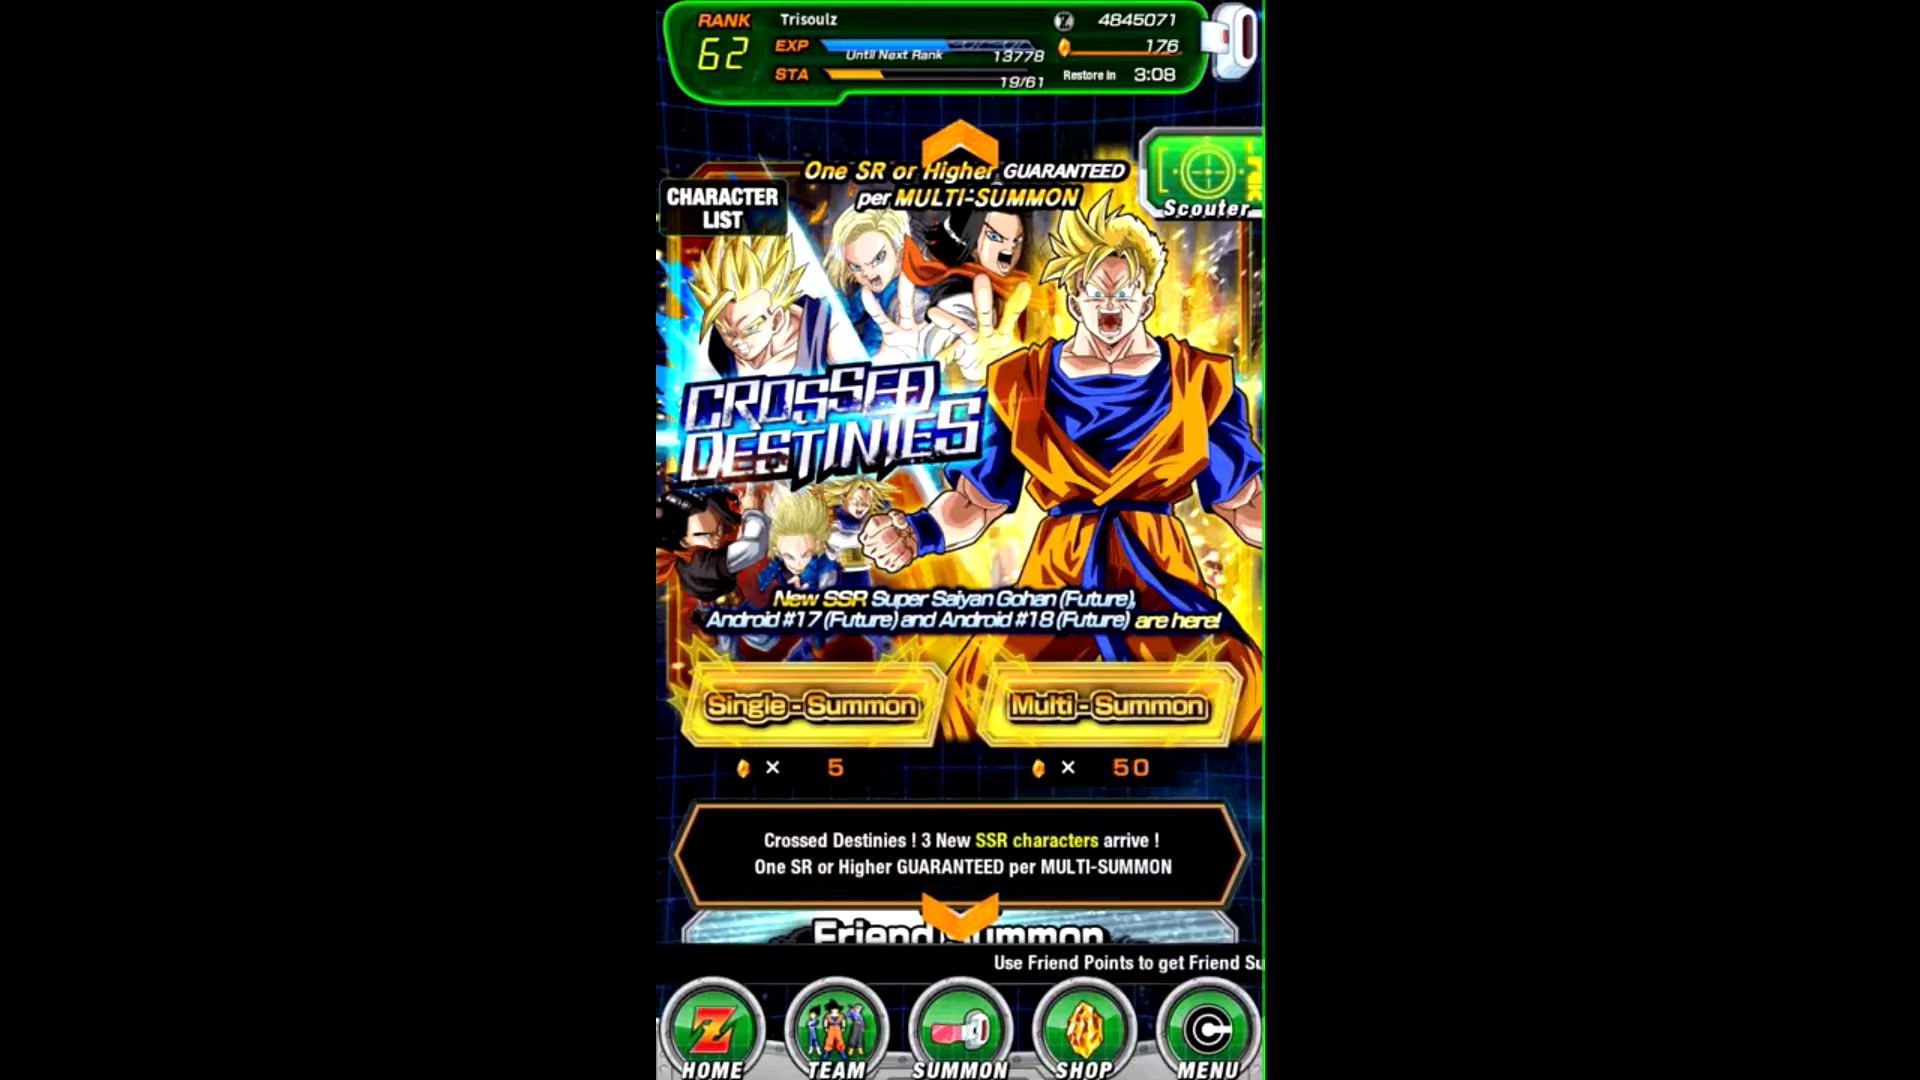 RANK
62
Trisoulz
EXP
Until Next Rank
13778
STA
19/61
4845071
176
Restore In 3:08
One SR or Higher GUARANTEED
per MULTI-SUMMON
CHARACTER
LIST
Scouter
CROSSED
DESTINIES
New SSR Super Saiyan Gohan (Future),
Android #17 (Future) and Android #18 (Future) are here!
Single-Summon
Multi-Summon
× 5
× 50
Crossed Destinies ! 3 New SSR characters arrive !
One SR or Higher GUARANTEED per MULTI-SUMMON
Friend Summon
Use Friend Points to get Friend Su
HOME
TEAM
SUMMON
SHOP
MENU